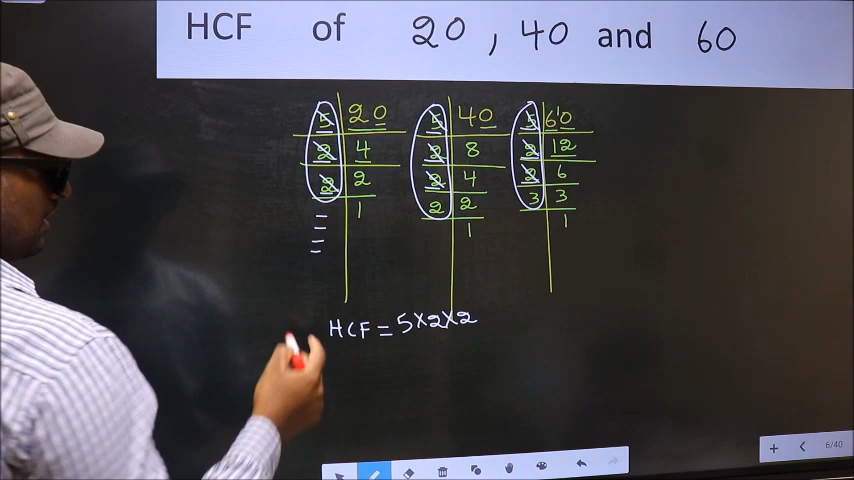 HCF of 20 , 40 and 60
5 20 5 40 5 60
2 4 2 8 2 12
2 2 2 4 2 6
1 2 2 3 3
1 1
HCF = 5 X 2 X 2
6/40